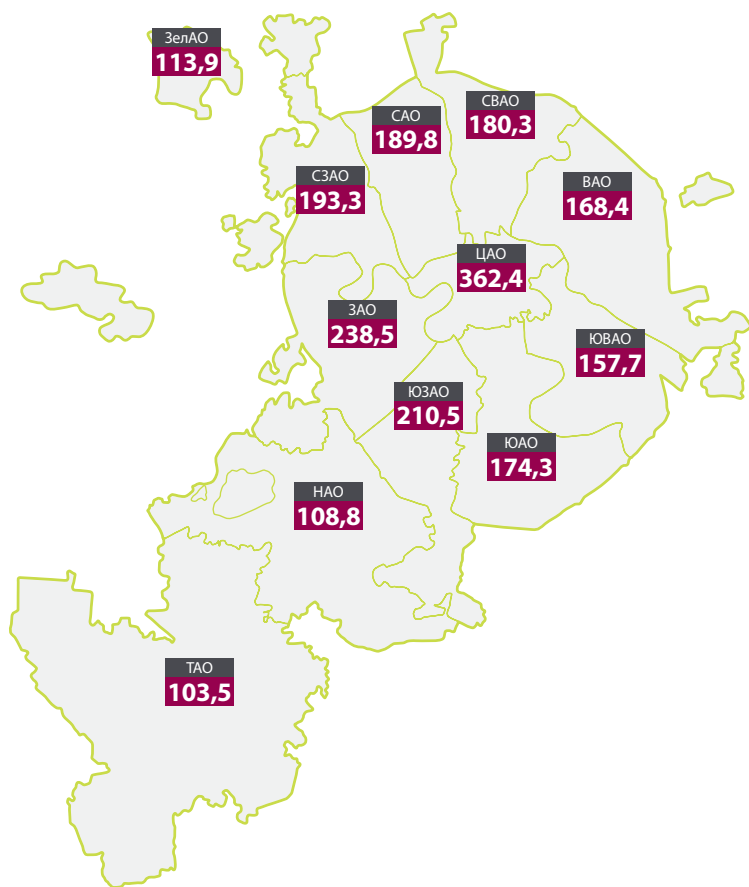 ЗелАО
113,9
СВАО
180,3
САО
189,8
СЗАО
193,3
ВАО
168,4
ЦАО
362,4
ЗАО
238,5
ЮВАО
157,7
ЮЗАО
210,5
ЮАО
174,3
НАО
108,8
ТАО
103,5